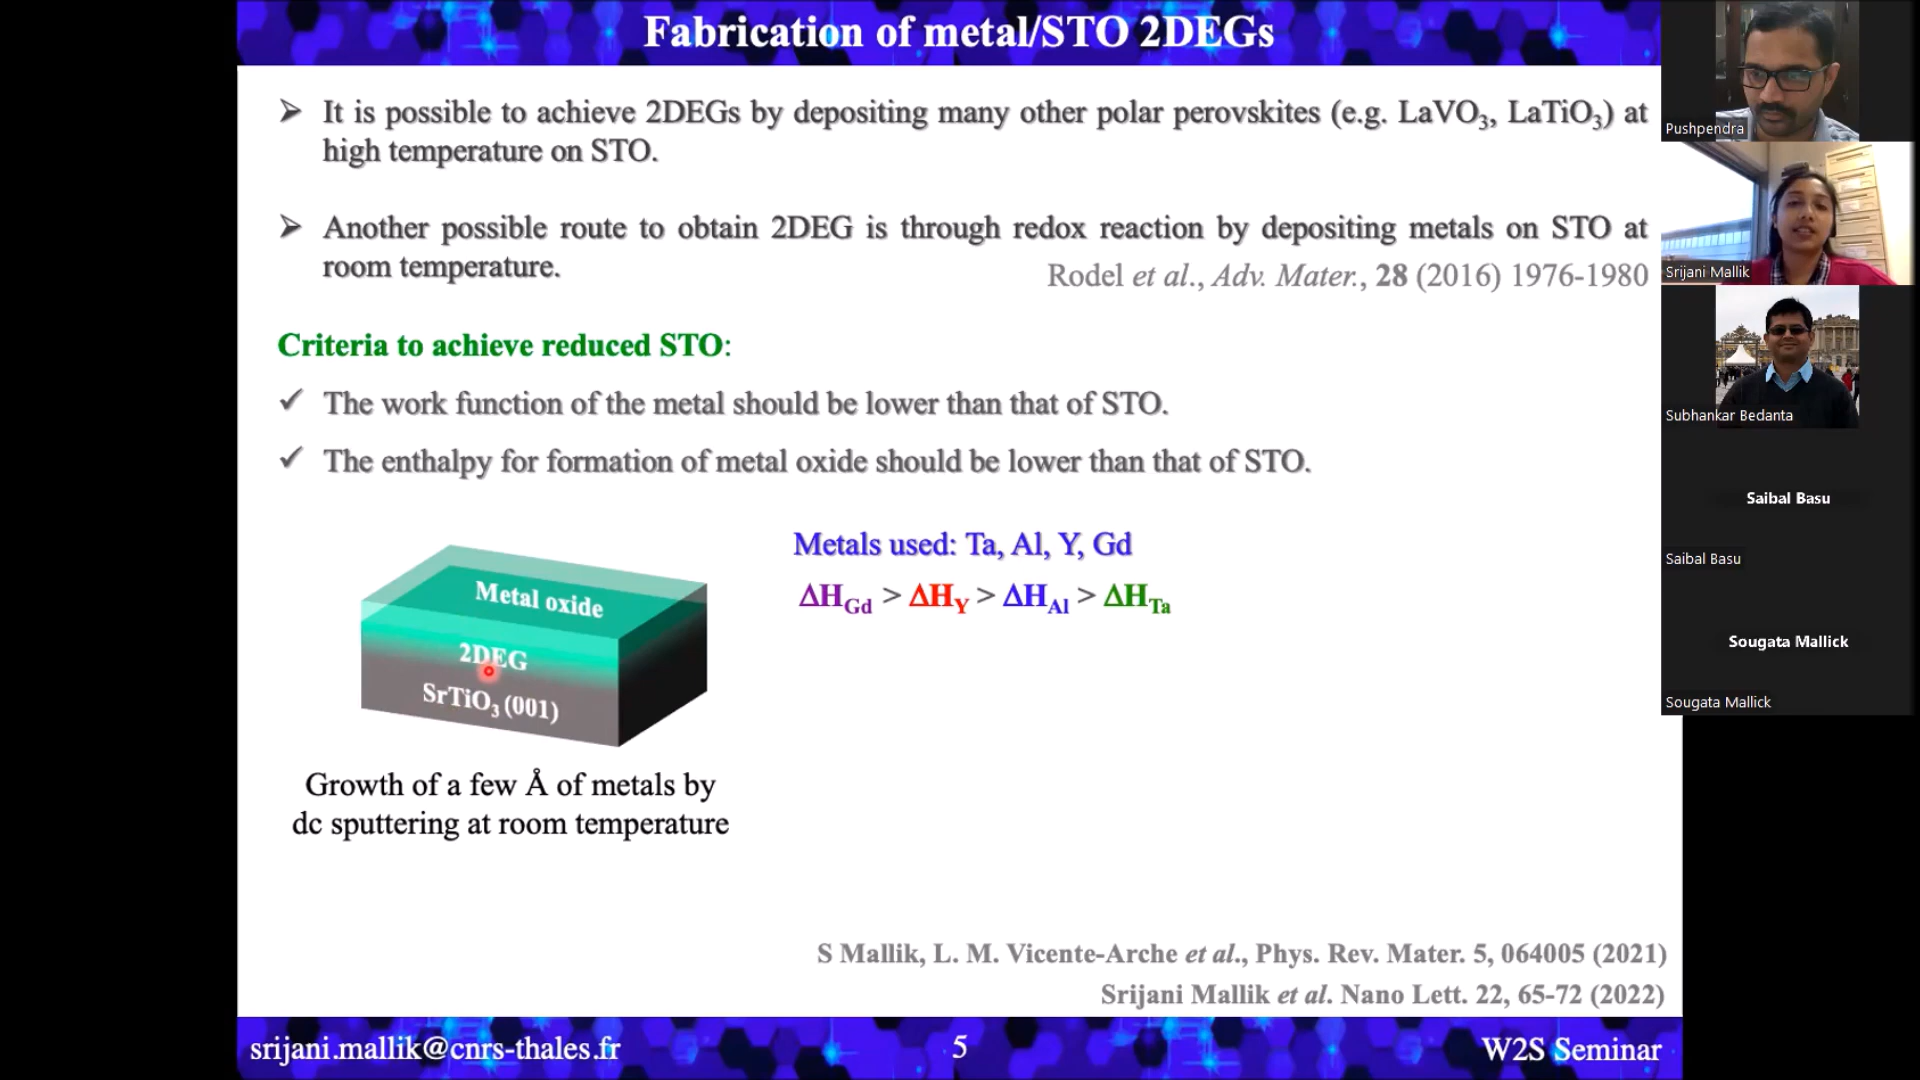 Fabrication of metal/STO 2DEGs
➢ It is possible to achieve 2DEGs by depositing many other polar perovskites (e.g. LaVO₃, LaTiO₃) at
high temperature on STO.
➢ Another possible route to obtain 2DEG is through redox reaction by depositing metals on STO at
room temperature.
Rodel et al., Adv. Mater., 28 (2016) 1976-1980
Criteria to achieve reduced STO:
✓ The work function of the metal should be lower than that of STO.
✓ The enthalpy for formation of metal oxide should be lower than that of STO.
Metal oxide
2DEG
SrTiO₃ (001)
Growth of a few Å of metals by
dc sputtering at room temperature
Metals used: Ta, Al, Y, Gd
ΔH_Gd > ΔH_Y > ΔH_Al > ΔH_Ta
S Mallik, L. M. Vicente-Arche et al., Phys. Rev. Mater. 5, 064005 (2021)
Srijani Mallik et al. Nano Lett. 22, 65-72 (2022)
srijani.mallik@cnrs-thales.fr
5
W2S Seminar
Pushpendra
Srijani Mallik
Subhankar Bedanta
Saibal Basu
Saibal Basu
Sougata Mallick
Sougata Mallick